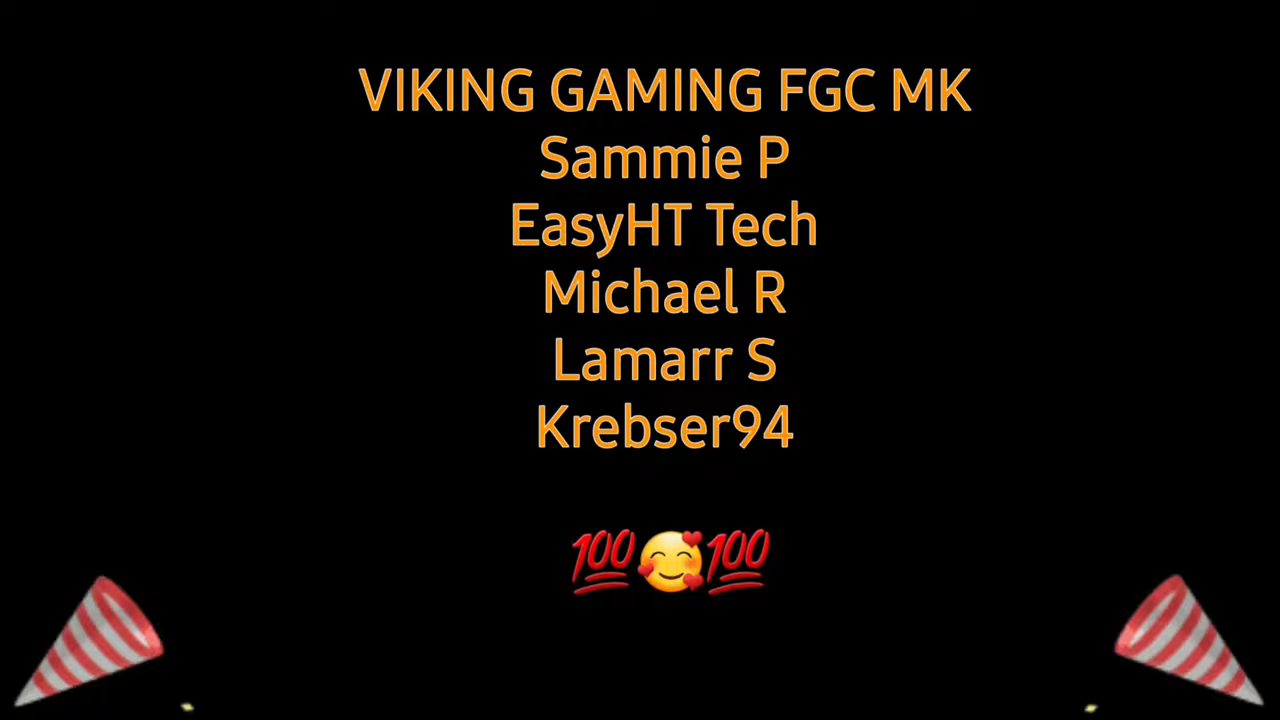 VIKING GAMING FGC MK
Sammie P
EasyHT Tech
Michael R
Lamarr S
Krebser94
💯🥰💯